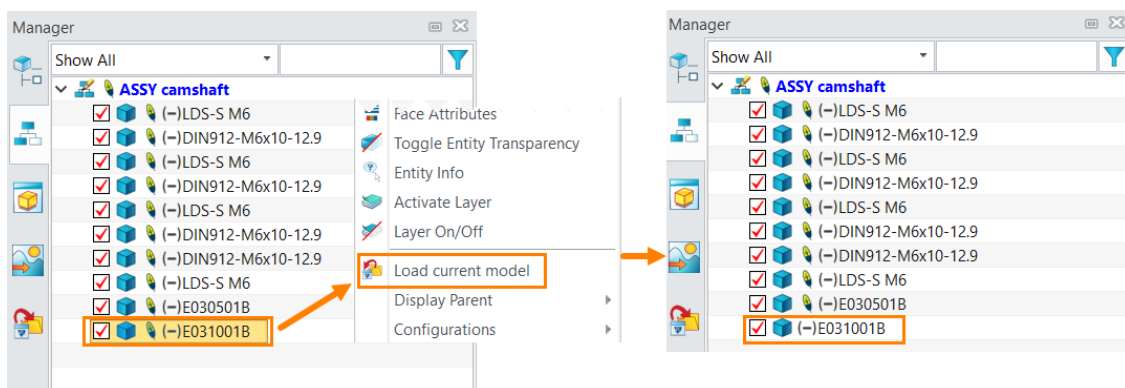 Manager
Show All
ASSY camshaft
(-)LDS-S M6
(-)DIN912-M6x10-12.9
(-)LDS-S M6
(-)DIN912-M6x10-12.9
(-)LDS-S M6
(-)DIN912-M6x10-12.9
(-)DIN912-M6x10-12.9
(-)LDS-S M6
(-)E030501B
(-)E031001B
Face Attributes
Toggle Entity Transparency
Entity Info
Activate Layer
Layer On/Off
Load current model
Display Parent
Configurations
Manager
Show All
ASSY camshaft
(-)LDS-S M6
(-)DIN912-M6x10-12.9
(-)LDS-S M6
(-)DIN912-M6x10-12.9
(-)LDS-S M6
(-)DIN912-M6x10-12.9
(-)DIN912-M6x10-12.9
(-)LDS-S M6
(-)E030501B
(-)E031001B